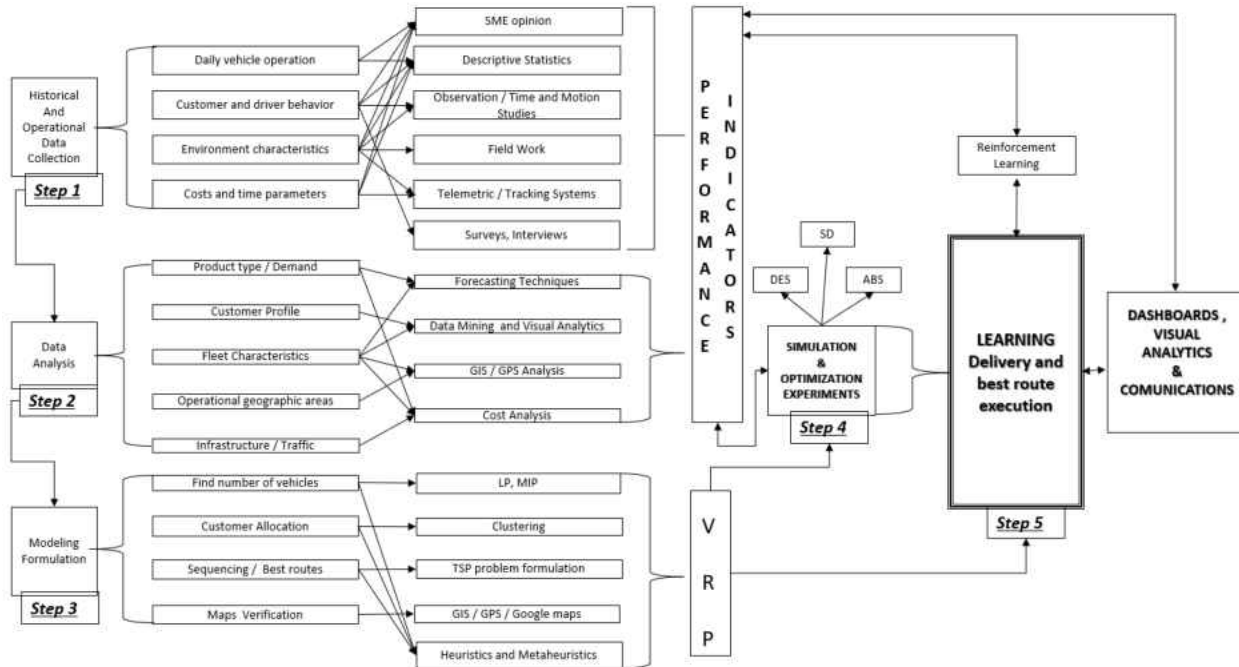 Historical
And
Operational
Data
Collection
Step 1
Daily vehicle operation
Customer and driver behavior
Environment characteristics
Costs and time parameters
SME opinion
Descriptive Statistics
Observation / Time and Motion
Studies
Field Work
Telemetric / Tracking Systems
Surveys, Interviews
Data
Analysis
Step 2
Product type / Demand
Customer Profile
Fleet Characteristics
Operational geographic areas
Infrastructure / Traffic
Forecasting Techniques
Data Mining and Visual Analytics
GIS / GPS Analysis
Cost Analysis
Modeling
Formulation
Step 3
Find number of vehicles
Customer Allocation
Sequencing / Best routes
Maps Verification
LP, MIP
Clustering
TSP problem formulation
GIS / GPS / Google maps
Heuristics and Metaheuristics
PERFORMANCE
INDICATORS
VRP
SD
DES
ABS
SIMULATION
&
OPTIMIZATION
EXPERIMENTS
Step 4
Reinforcement
Learning
LEARNING
Delivery and
best route
execution
Step 5
DASHBOARDS ,
VISUAL
ANALYTICS
&
COMUNICATIONS